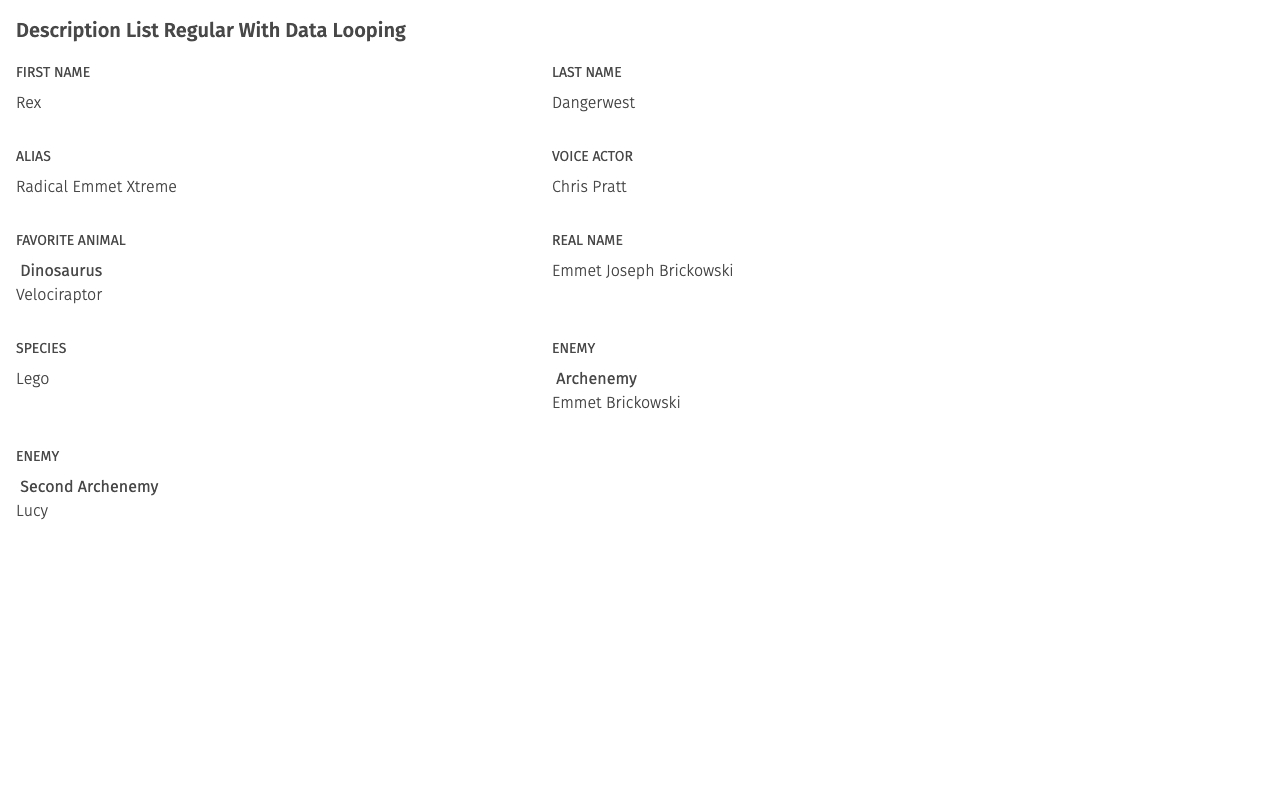 Description List Regular With Data Looping
FIRST NAME
Rex
LAST NAME
Dangerwest
ALIAS
Radical Emmet Xtreme
VOICE ACTOR
Chris Pratt
FAVORITE ANIMAL
Dinosaurus
Velociraptor
REAL NAME
Emmet Joseph Brickowski
SPECIES
Lego
ENEMY
Archenemy
Emmet Brickowski
ENEMY
Second Archenemy
Lucy